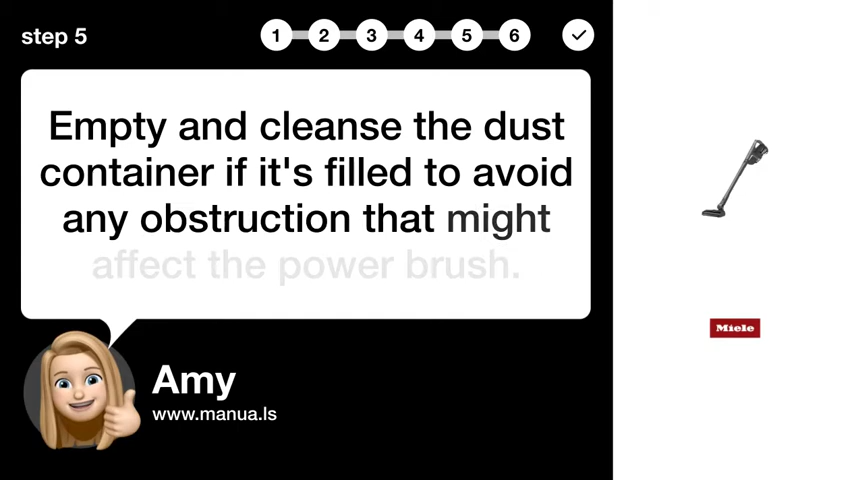 step 5
1 2 3 4 5 6
Empty and cleanse the dust
container if it's filled to avoid
any obstruction that might
affect the power brush.
Amy
www.manua.ls
Miele